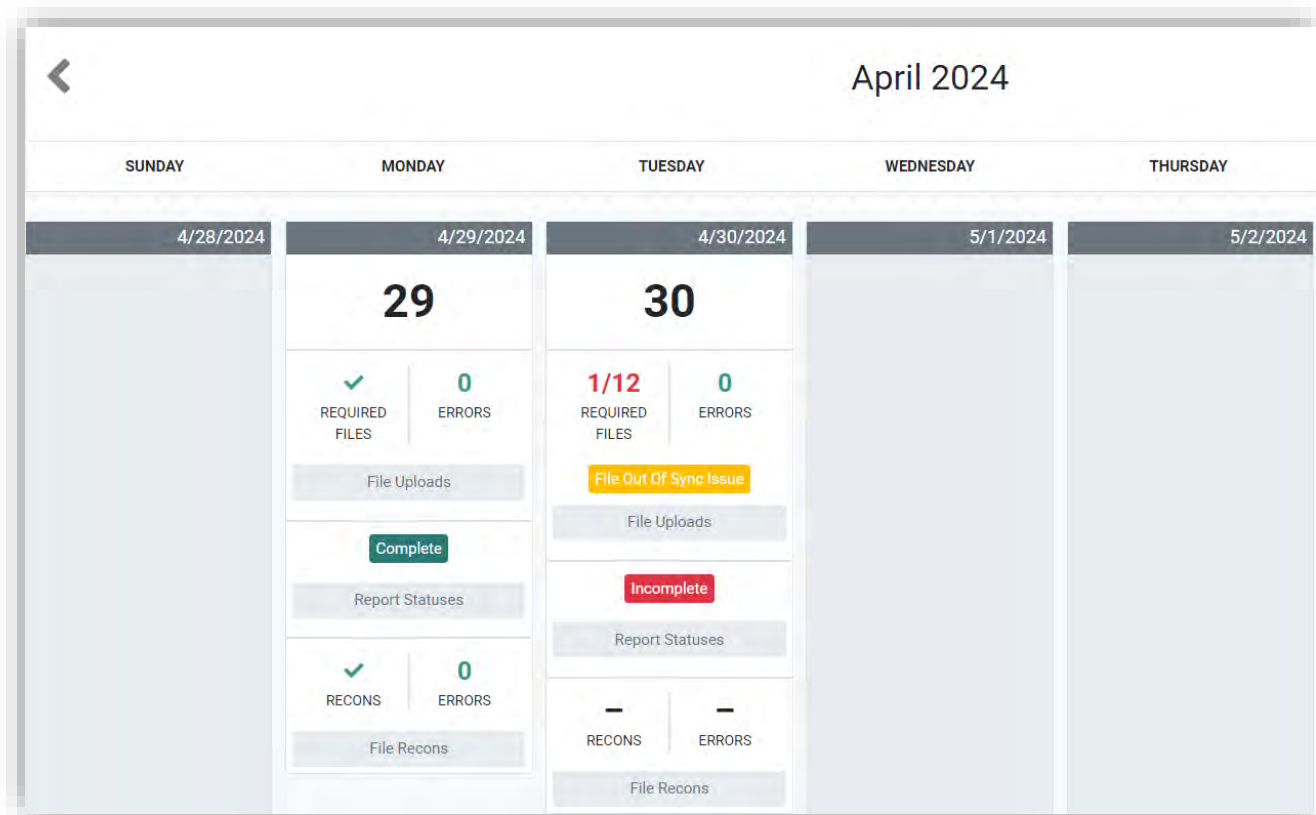 April 2024
SUNDAY MONDAY TUESDAY WEDNESDAY THURSDAY
4/28/2024 4/29/2024 4/30/2024 5/1/2024 5/2/2024
29
0
REQUIRED FILES
ERRORS
File Uploads
Complete
Report Statuses
0
RECONS ERRORS
File Recons
30
1/12 0
REQUIRED FILES
ERRORS
File Out Of Sync Issue
File Uploads
Incomplete
Report Statuses
– –
RECONS ERRORS
File Recons